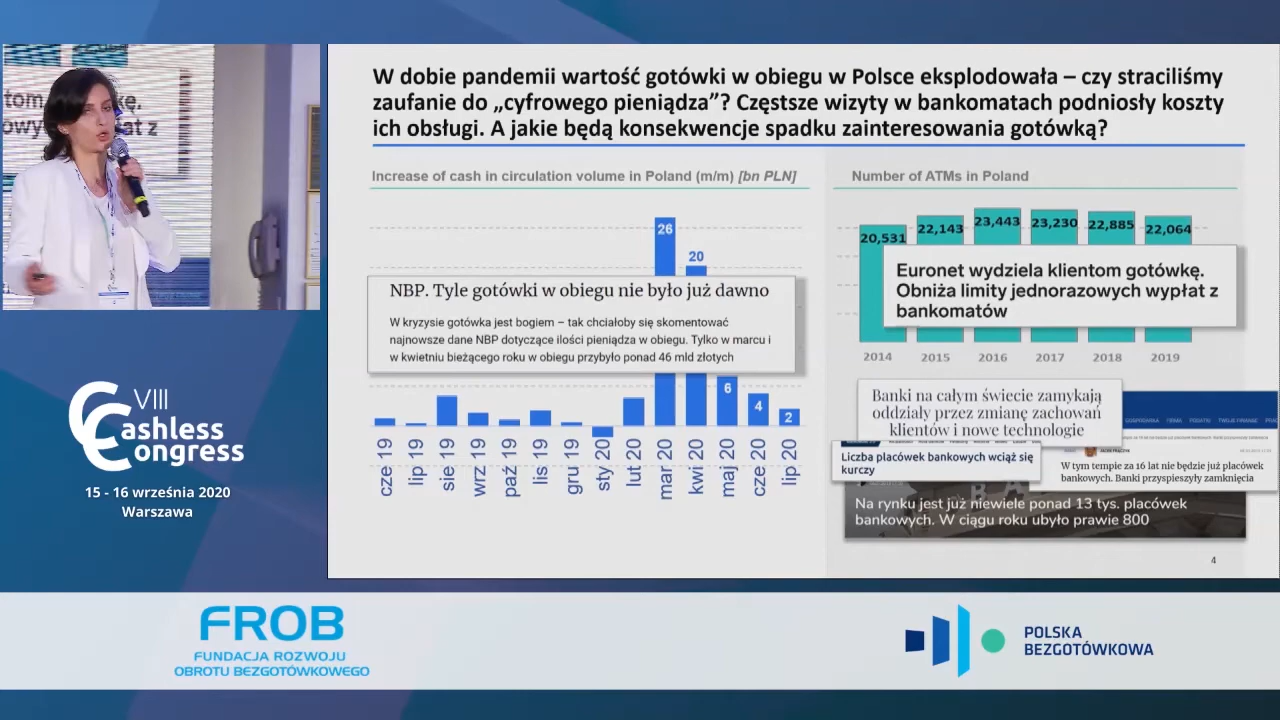 W dobie pandemii wartość gotówki w obiegu w Polsce eksplodowała – czy straciliśmy
zaufanie do „cyfrowego pieniądza”? Częstsze wizyty w bankomatach podniosły koszty
ich obsługi. A jakie będą konsekwencje spadku zainteresowania gotówką?
Increase of cash in circulation volume in Poland (m/m) [bn PLN]
26
20
NBP. Tyle gotówki w obiegu nie było już dawno
W kryzysie gotówka jest bogiem – tak chciałoby się skomentować
najnowsze dane NBP dotyczące ilości pieniądza w obiegu. Tylko w marcu i
w kwietniu bieżącego roku w obiegu przybyło ponad 46 mld złotych
6
4
2
cze 19
lip 19
sie 19
wrz 19
paź 19
lis 19
gru 19
sty 20
lut 20
mar 20
kwi 20
maj 20
cze 20
lip 20
Number of ATMs in Poland
20,531 22,143 23,443 23,230 22,885 22,064
Euronet wydziela klientom gotówkę.
Obniża limity jednorazowych wypłat z
bankomatów
2014 2015 2016 2017 2018 2019
Banki na całym świecie zamykają
oddziały przez zmianę zachowań
klientów i nowe technologie
Liczba placówek bankowych wciąż się
kurczy
W tym tempie za 16 lat nie będzie już placówek
bankowych. Banki przyspieszyły zamknięcia
Na rynku jest już niewiele ponad 13 tys. placówek
bankowych. W ciągu roku ubyło prawie 800
4
VIII
Cashless
Congress
15 - 16 września 2020
Warszawa
FROB
FUNDACJA ROZWOJU
OBROTU BEZGOTÓWKOWEGO
POLSKA
BEZGOTÓWKOWA